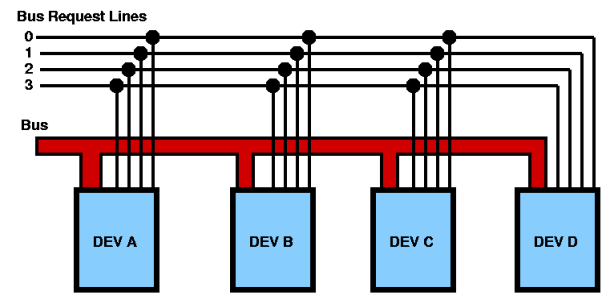 Bus Request Lines
0
1
2
3
Bus
DEV A
DEV B
DEV C
DEV D